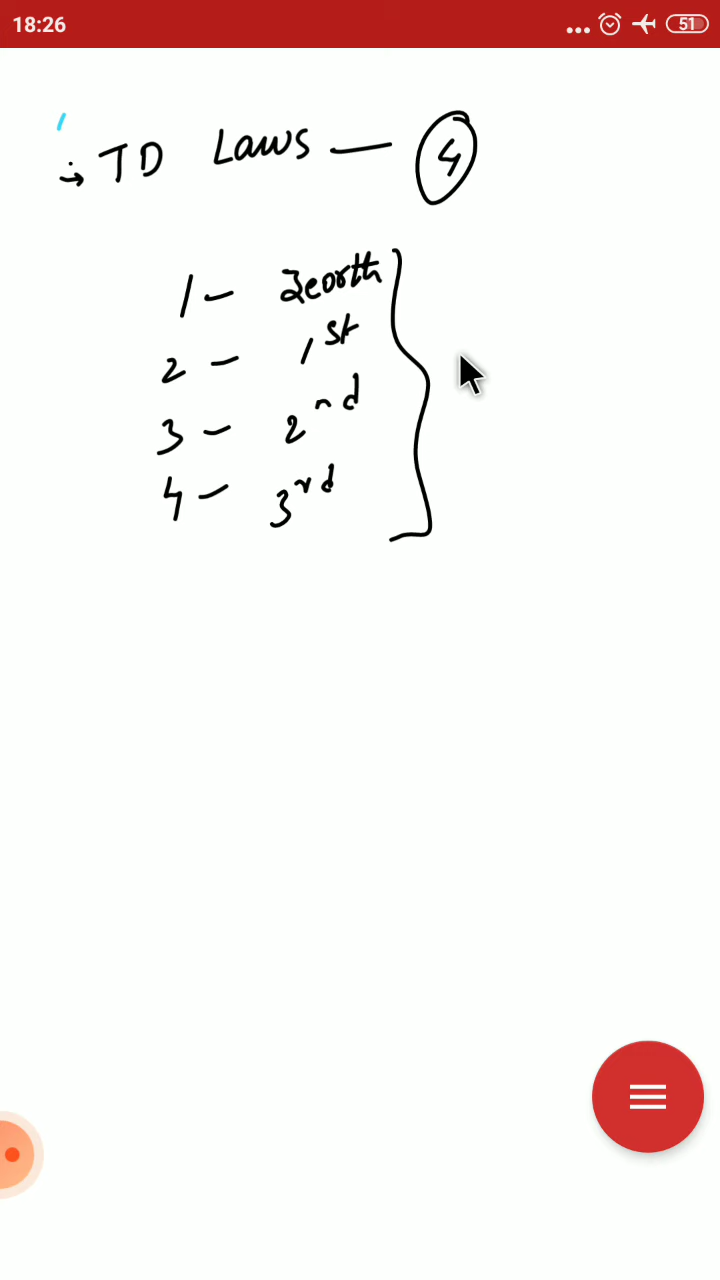 18:26
51
TD Laws — 4
1 - Zeorth
2 - 1st
3 - 2nd
4 - 3rd